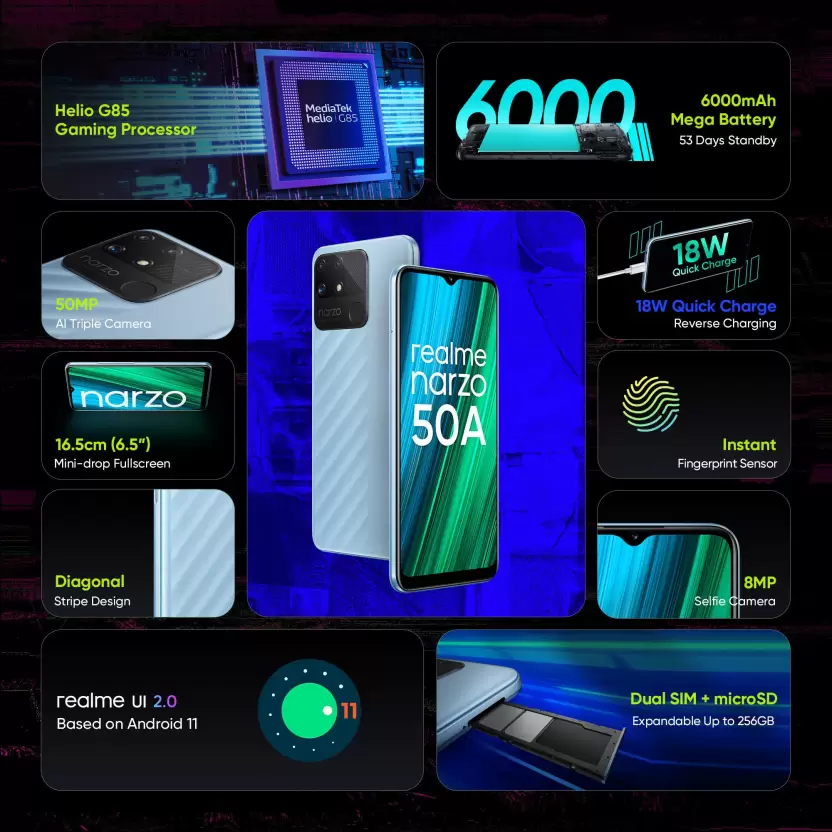 Helio G85
Gaming Processor
MediaTek
helio G85
6000
6000mAh
Mega Battery
53 Days Standby
narzo
50MP
AI Triple Camera
narzo
realme
narzo
50A
18W
Quick Charge
18W Quick Charge
Reverse Charging
narzo
16.5cm (6.5”)
Mini-drop Fullscreen
Instant
Fingerprint Sensor
Diagonal
Stripe Design
8MP
Selfie Camera
realme UI 2.0
Based on Android 11
11
Dual SIM + microSD
Expandable Up to 256GB